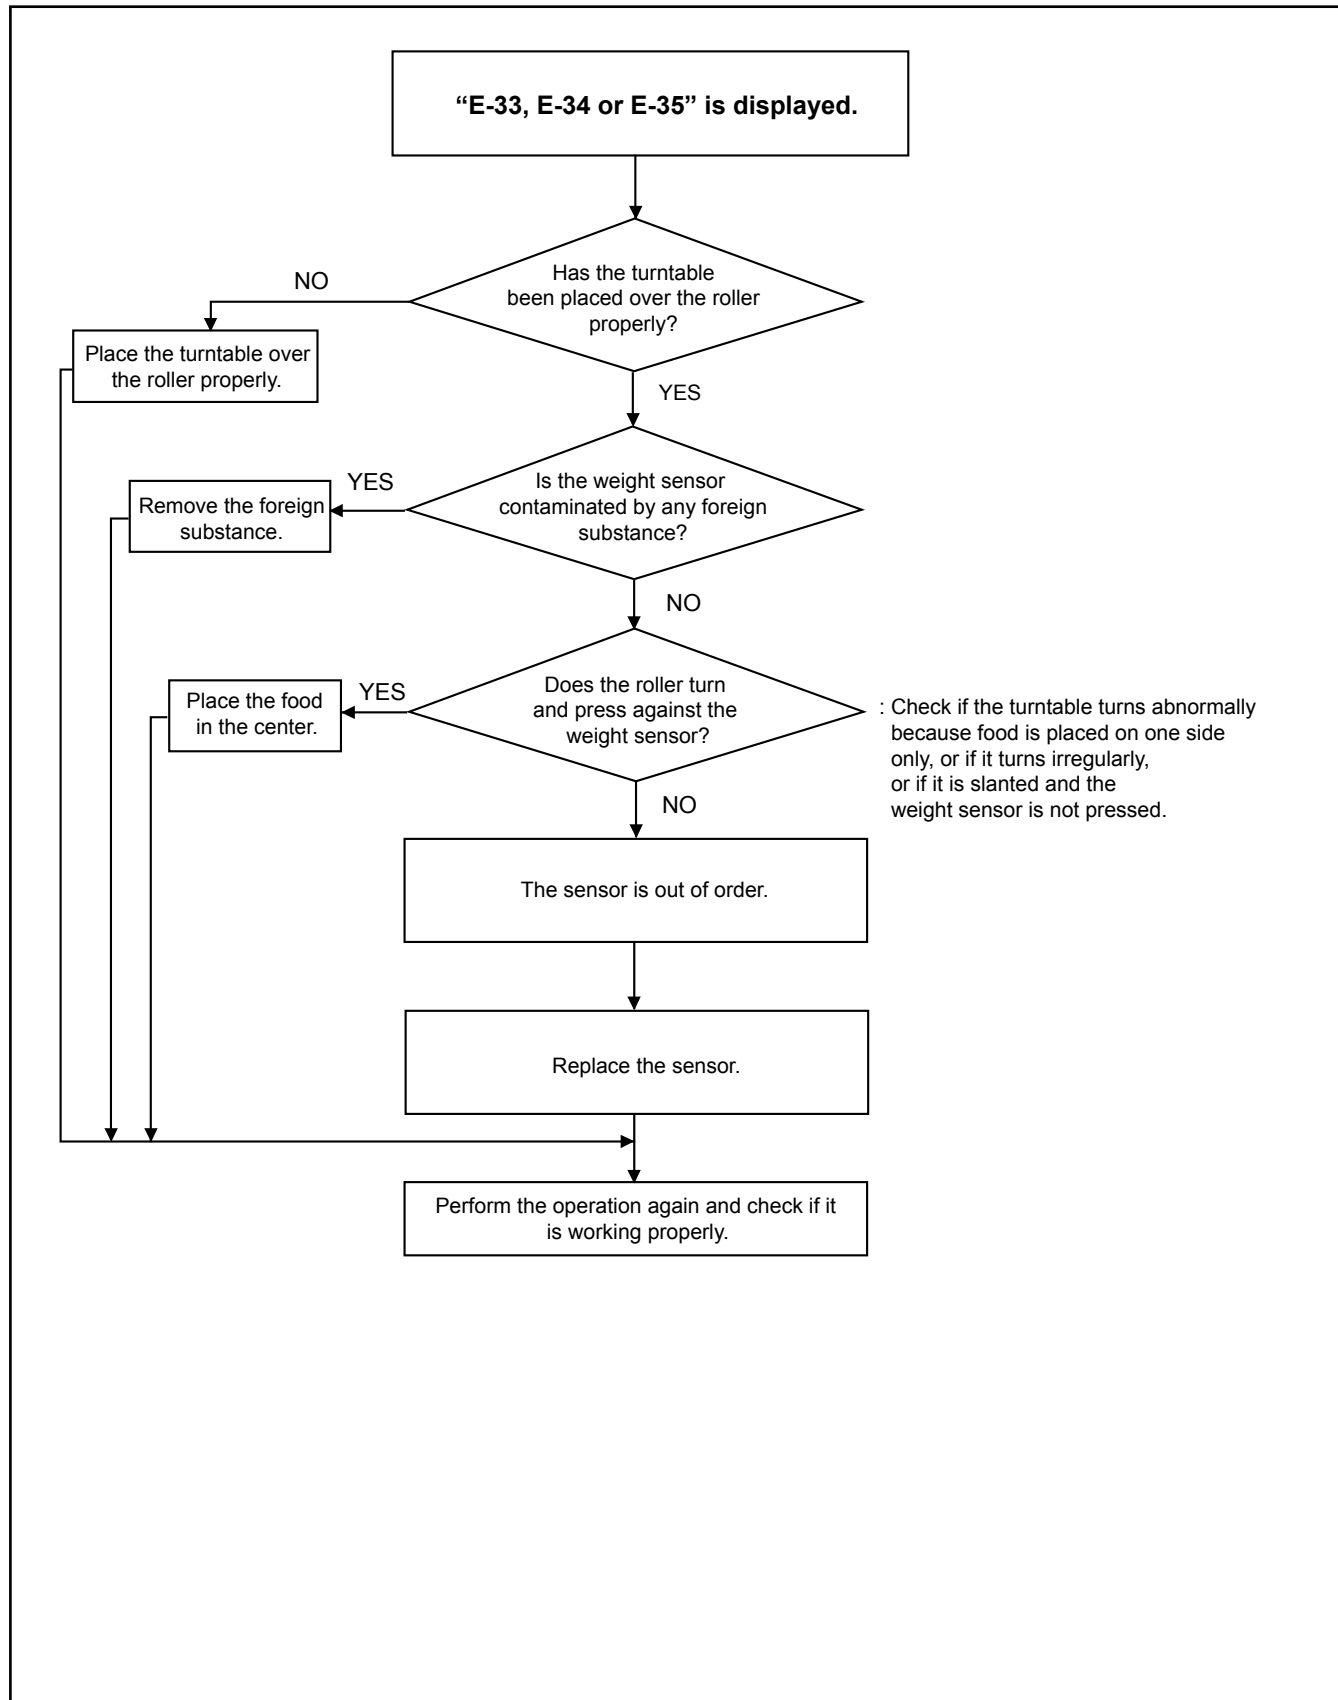 “E-33, E-34 or E-35” is displayed.
Has the turntable
been placed over the roller
properly?
NO
Place the turntable over
the roller properly.
YES
Is the weight sensor
contaminated by any foreign
substance?
YES
Remove the foreign
substance.
NO
Does the roller turn
and press against the
weight sensor?
YES
Place the food
in the center.
: Check if the turntable turns abnormally
because food is placed on one side
only, or if it turns irregularly,
or if it is slanted and the
weight sensor is not pressed.
NO
The sensor is out of order.
Replace the sensor.
Perform the operation again and check if it
is working properly.